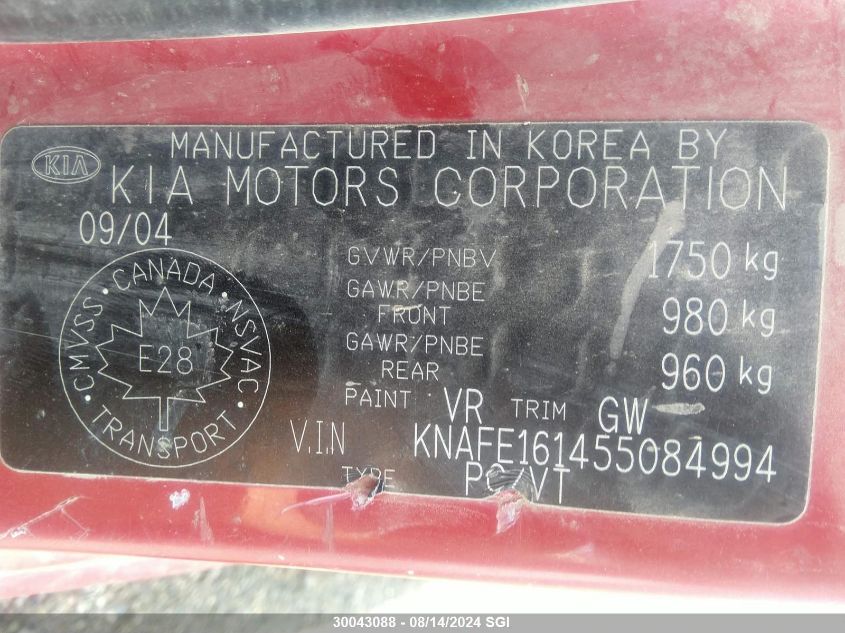 KIA
MANUFACTURED IN KOREA BY
KIA MOTORS CORPORATION
09/04
GVWR/PNBV 1750 kg
GAWR/PNBE FRONT 980 kg
GAWR/PNBE REAR 960 kg
PAINT VR TRIM GW
V.I.N KNAFE161455084994
TYPE
CMVSS · CANADA · NSVAC · TRANSPORT ·
E28
30043088 - 08/14/2024 SGI